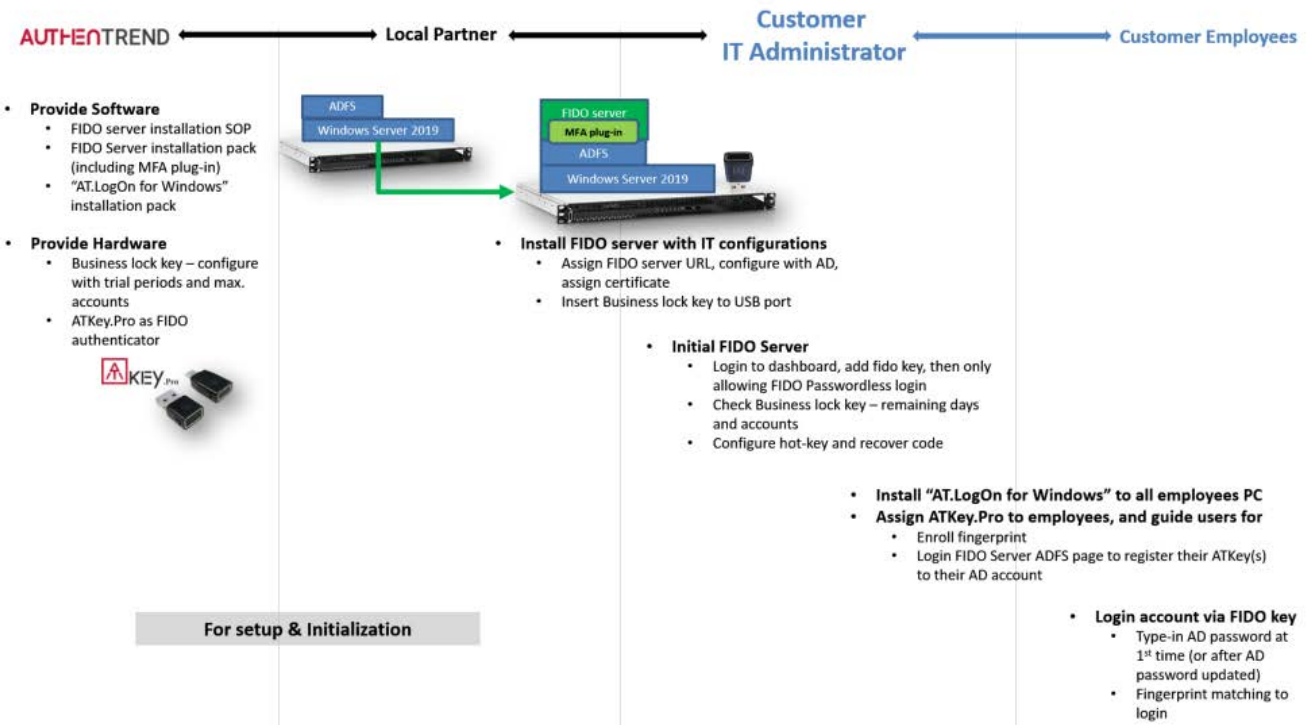 AUTHENTREND
Local Partner
Customer
IT Administrator
Customer Employees
• Provide Software
• FIDO server installation SOP
• FIDO Server installation pack
(including MFA plug-in)
• "AT.LogOn for Windows"
installation pack
ADFS
Windows Server 2019
FIDO server
MFA plug-in
ADFS
Windows Server 2019
• Provide Hardware
• Business lock key – configure
with trial periods and max.
accounts
• ATKey.Pro as FIDO
authenticator
KEY.Pro
• Install FIDO server with IT configurations
• Assign FIDO server URL, configure with AD,
assign certificate
• Insert Business lock key to USB port
• Initial FIDO Server
• Login to dashboard, add fido key, then only
allowing FIDO Passwordless login
• Check Business lock key – remaining days
and accounts
• Configure hot-key and recover code
• Install "AT.LogOn for Windows" to all employees PC
• Assign ATKey.Pro to employees, and guide users for
• Enroll fingerprint
• Login FIDO Server ADFS page to register their ATKey(s)
to their AD account
For setup & Initialization
• Login account via FIDO key
• Type-in AD password at
1st time (or after AD
password updated)
• Fingerprint matching to
login